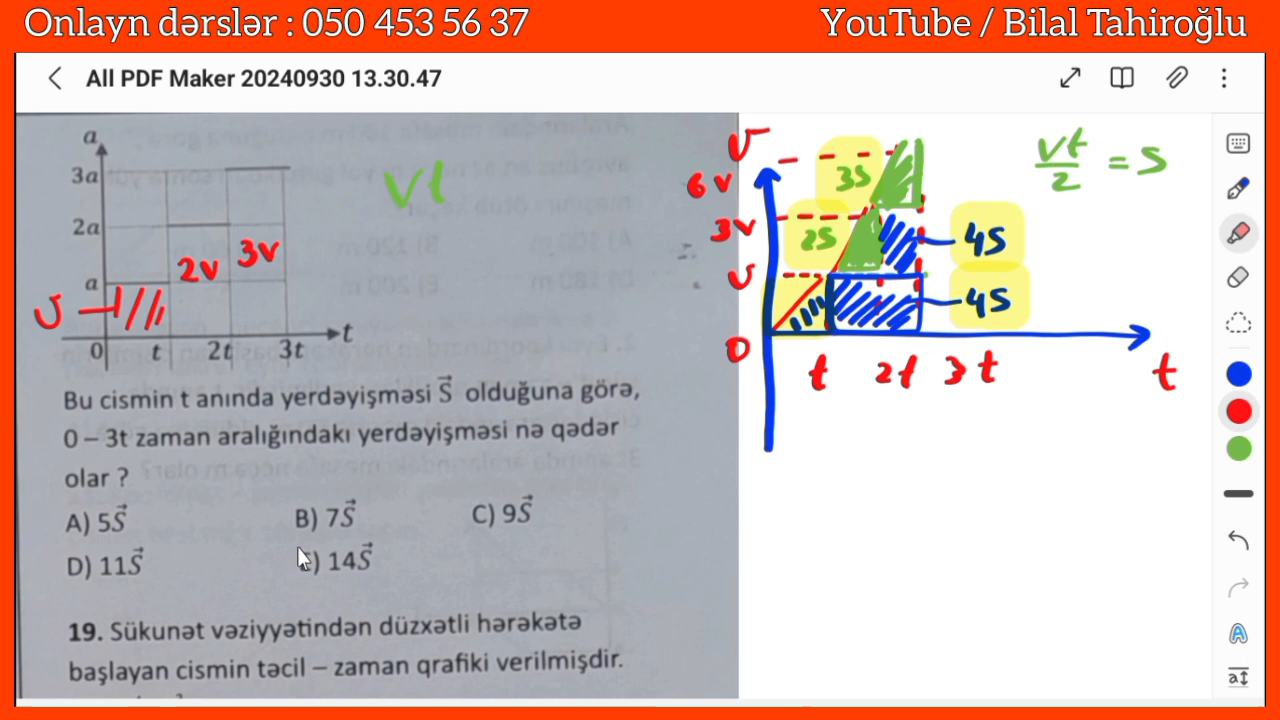 Onlayn dərslər : 050 453 56 37
YouTube / Bilal Tahiroğlu
All PDF Maker 20240930 13.30.47
a
3a
2a
a
0
t
2t
3t
t
υ
2v
3v
vt
Bu cismin t anında yerdəyişməsi S⃗ olduğuna görə,
0 – 3t zaman aralığındakı yerdəyişməsi nə qədər
olar ?
A) 5S⃗
B) 7S⃗
C) 9S⃗
D) 11S⃗
) 14S⃗
19. Sükunət vəziyyətindən düzxətli hərəkətə
başlayan cismin təcil – zaman qrafiki verilmişdir.
v
6v
3v
v
0
3S
2S
4S
4S
t
2t
3t
t
vt/2 = S
A
a